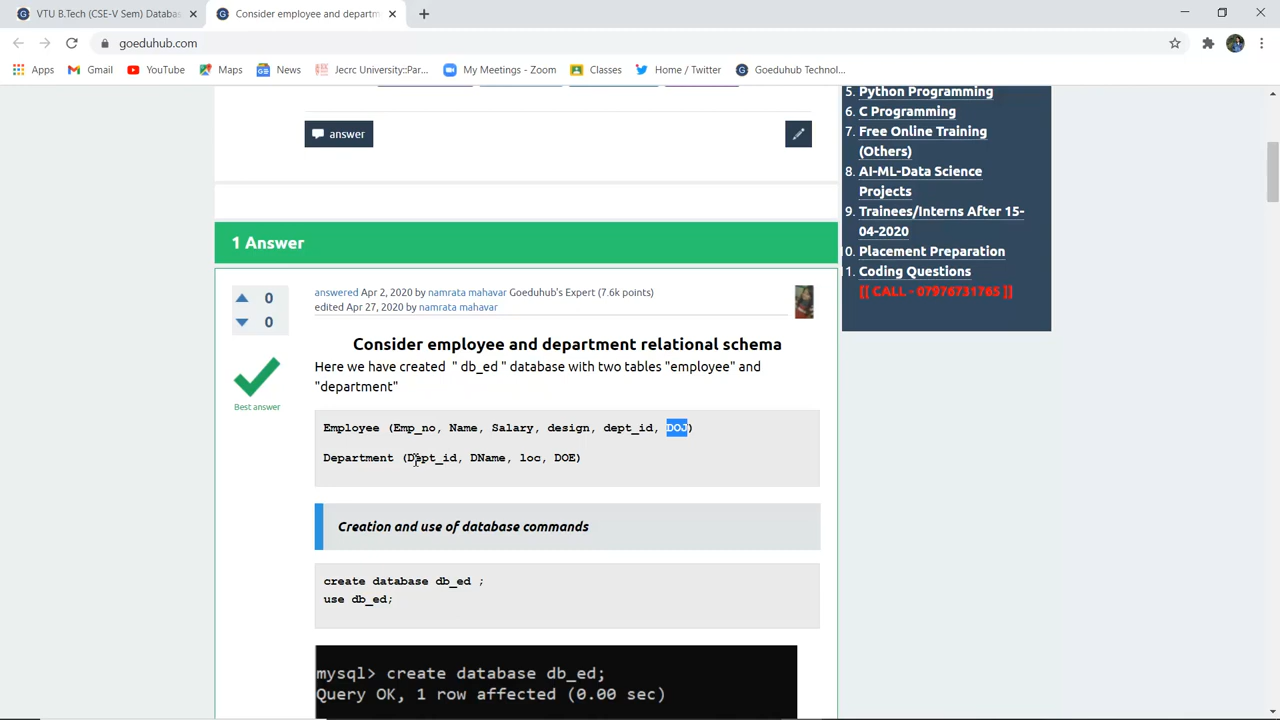 VTU B.Tech (CSE-V Sem) Databas
Consider employee and departm
goeduhub.com
Apps
Gmail
YouTube
Maps
News
Jecrc University::Par...
My Meetings - Zoom
Classes
Home / Twitter
Goeduhub Technol...
answer
1 Answer
0
0
Best answer
answered Apr 2, 2020 by namrata mahavar Goeduhub's Expert (7.6k points)
edited Apr 27, 2020 by namrata mahavar
Consider employee and department relational schema
Here we have created " db_ed " database with two tables "employee" and
"department"
Employee (Emp_no, Name, Salary, design, dept_id, DOJ)
Department (Dept_id, DName, loc, DOE)
Creation and use of database commands
create database db_ed ;
use db_ed;
mysql> create database db_ed;
Query OK, 1 row affected (0.00 sec)
5. Python Programming
6. C Programming
7. Free Online Training
(Others)
8. AI-ML-Data Science
Projects
9. Trainees/Interns After 15-
04-2020
10. Placement Preparation
11. Coding Questions
[[ CALL - 07976731765 ]]